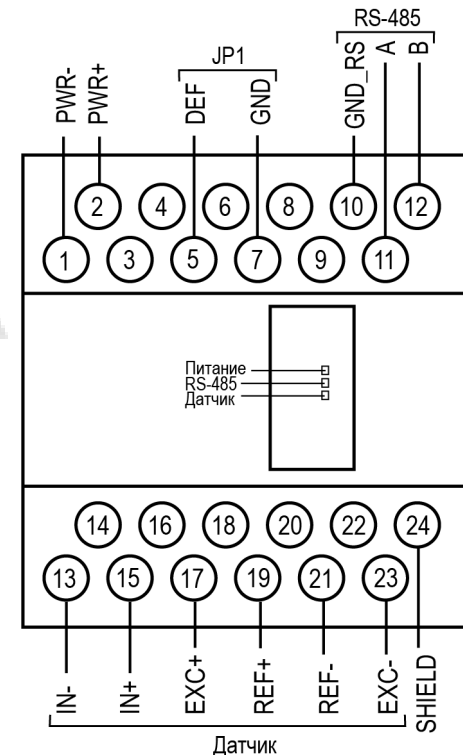 RS-485
JP1
PWR-
PWR+
DEF
GND
GND_RS
A
B
2 4 6 8 10 12
1 3 5 7 9 11
Питание
RS-485
Датчик
14 16 18 20 22 24
13 15 17 19 21 23
IN-
IN+
EXC+
REF+
REF-
EXC-
SHIELD
Датчик